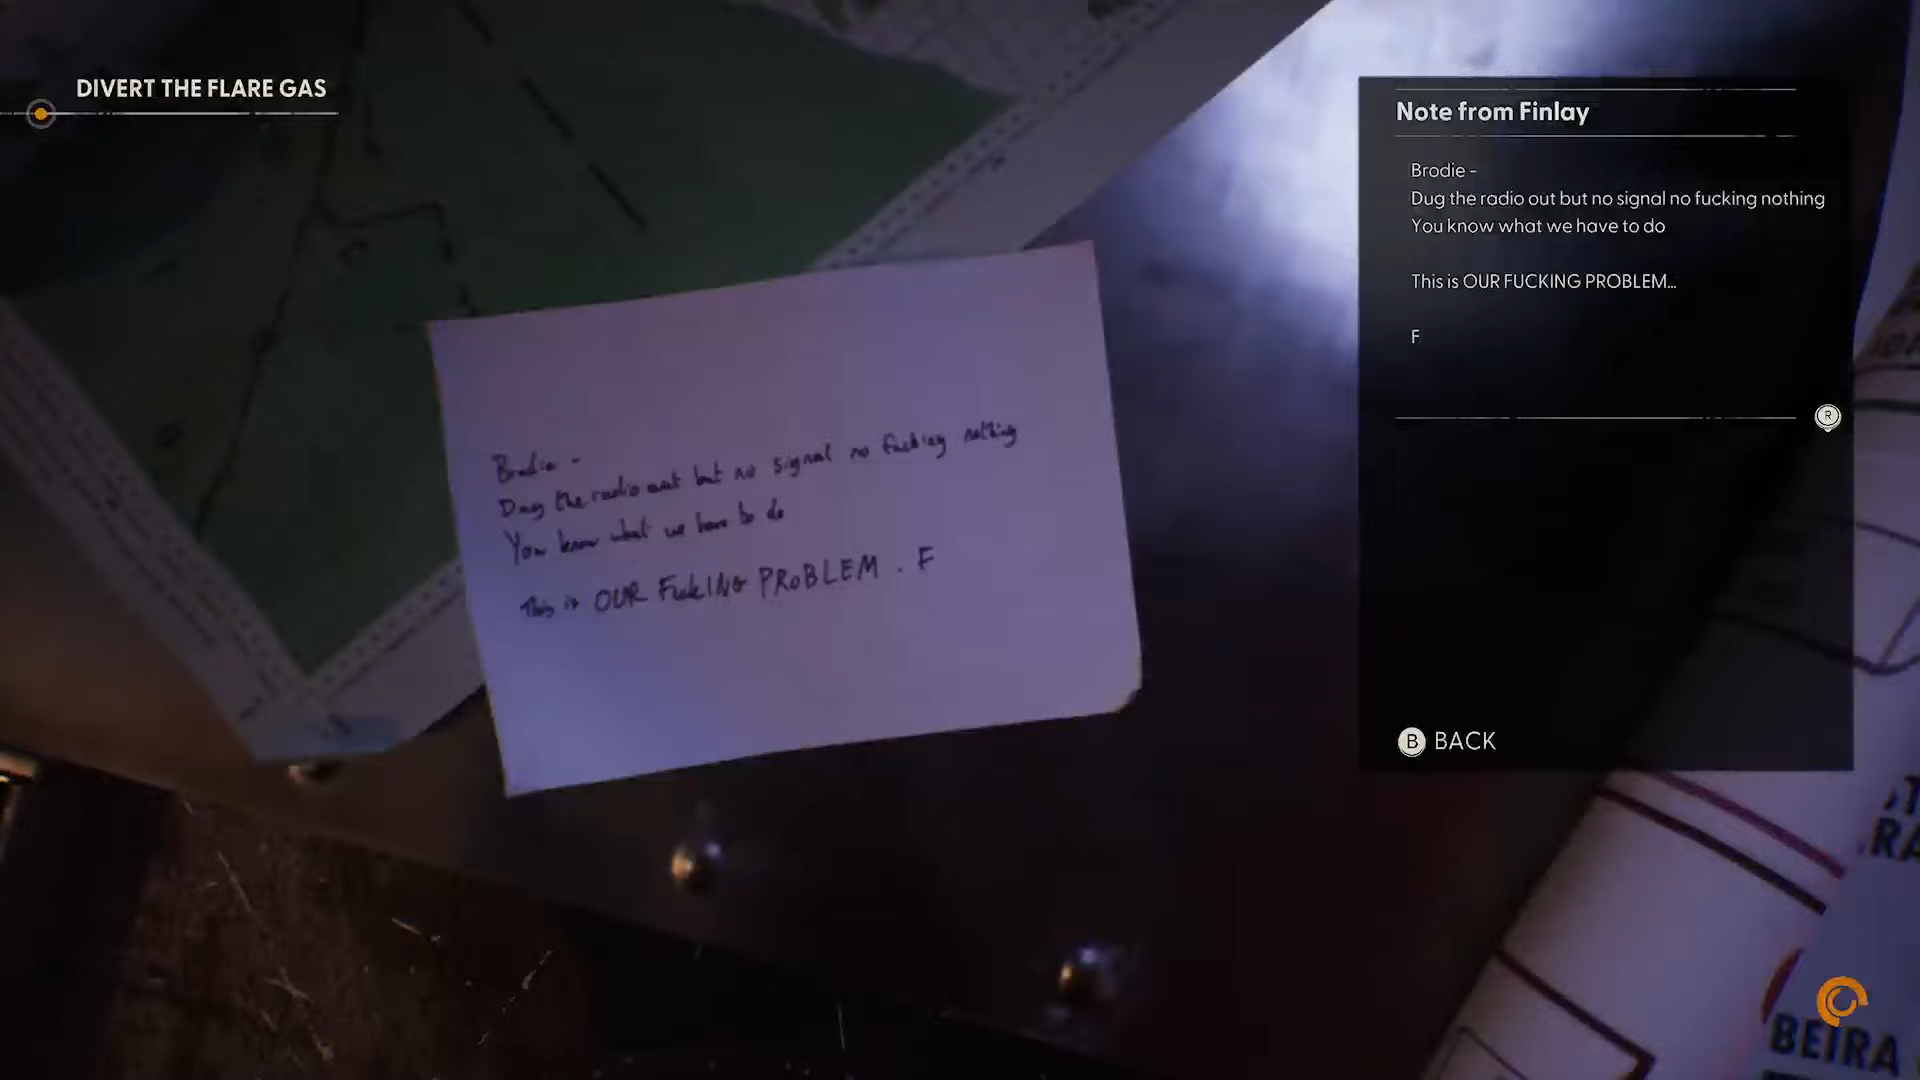 DIVERT THE FLARE GAS
Note from Finlay
Brodie -
Dug the radio out but no signal no fucking nothing
You know what we have to do
This is OUR FUCKING PROBLEM...
F
R
B BACK
Brodie -
Dug the radio out but no signal no fucking nothing
You know what we have to do
This is OUR FuckING PROBLEM . F
BEIRA